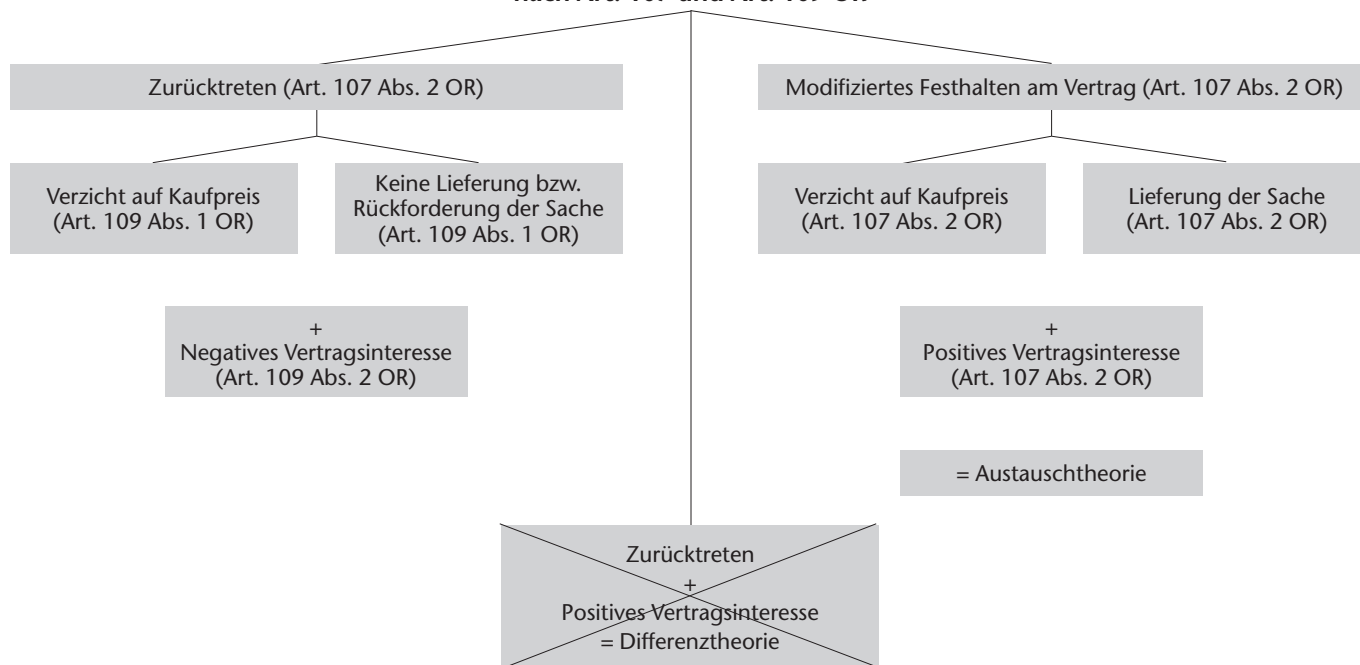 Zurücktreten (Art. 107 Abs. 2 OR)
Modifiziertes Festhalten am Vertrag (Art. 107 Abs. 2 OR)
Verzicht auf Kaufpreis
(Art. 109 Abs. 1 OR)
Keine Lieferung bzw.
Rückforderung der Sache
(Art. 109 Abs. 1 OR)
Verzicht auf Kaufpreis
(Art. 107 Abs. 2 OR)
Lieferung der Sache
(Art. 107 Abs. 2 OR)
+
Negatives Vertragsinteresse
(Art. 109 Abs. 2 OR)
+
Positives Vertragsinteresse
(Art. 107 Abs. 2 OR)
= Austauschtheorie
Zurücktreten
+
Positives Vertragsinteresse
= Differenztheorie